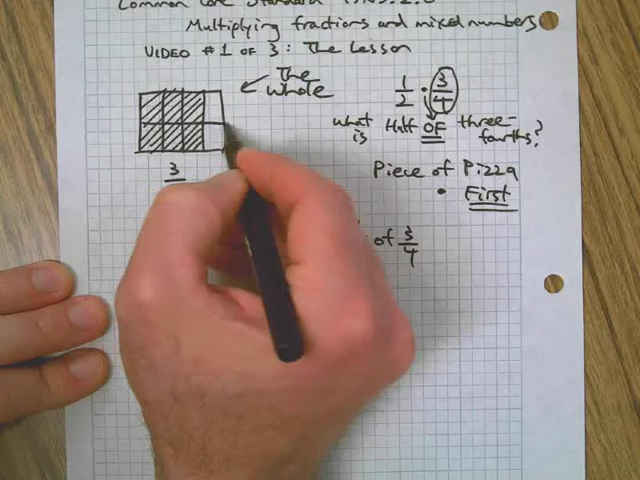 Common Core Standard
Multiplying fractions and mixed numbers
VIDEO #1 OF 3: The Lesson
The
Whole
1/2 · 3/4
What is Half OF three-fourths?
Piece of Pizza
• First
3
of 3/4